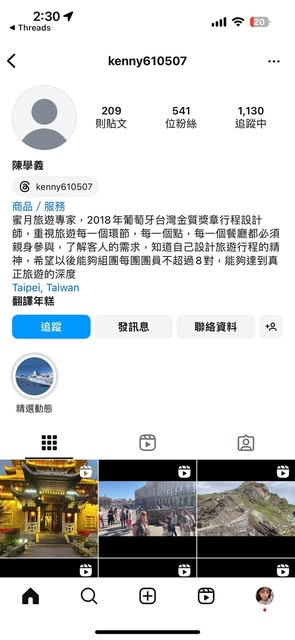 2:30
20
◀ Threads
kenny610507
209
則貼文
541
位粉絲
1,130
追蹤中
陳學義
kenny610507
商品 / 服務
蜜月旅遊專家，2018年葡萄牙台灣金質獎章行程設計
師，重視旅遊每一個環節，每一個點，每一個餐廳都必須
親身參與，了解客人的需求，知道自己設計旅遊行程的精
神，希望以後能夠組團每團團員不超過8對，能夠達到真
正旅遊的深度
Taipei, Taiwan
翻譯年糕
追蹤
發訊息
聯絡資料
精選動態